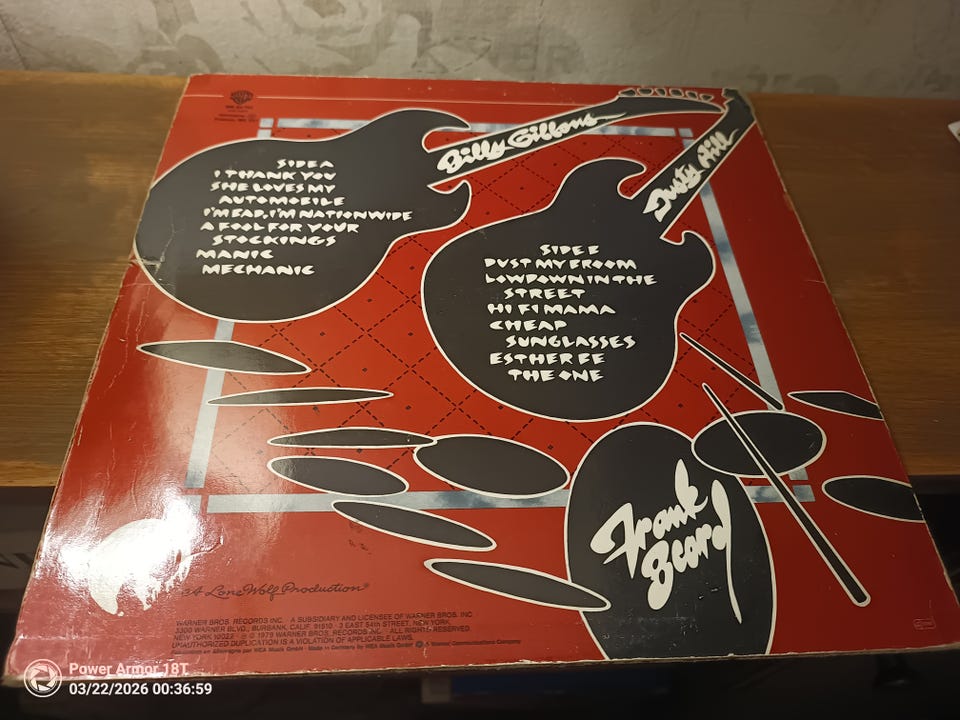 Billy Gibbons
Dusty Hill
SIDE A
I THANK YOU
SHE LOVES MY
AUTOMOBILE
I'M BAD, I'M NATIONWIDE
A FOOL FOR YOUR
STOCKINGS
MANIC
MECHANIC
SIDE B
DUST MY BROOM
LOWDOWN IN THE
STREET
HI FI MAMA
CHEAP
SUNGLASSES
ESTHER BE
THE ONE
Frank
Beard
A Lone Wolf Production®
WARNER BROS. RECORDS INC. · A SUBSIDIARY AND LICENSEE OF WARNER BROS. INC.
3300 WARNER BLVD., BURBANK, CALIF. 91510 · 3 EAST 54th STREET, NEW YORK,
NEW YORK 10022 · © ℗ 1979 WARNER BROS. RECORDS INC. ALL RIGHTS RESERVED
UNAUTHORIZED DUPLICATION IS A VIOLATION OF APPLICABLE LAWS.
WEA Musik GmbH · Made in Germany by WEA Musik GmbH · A Warner Communications Company
Power Armor 18T
03/22/2026 00:36:59